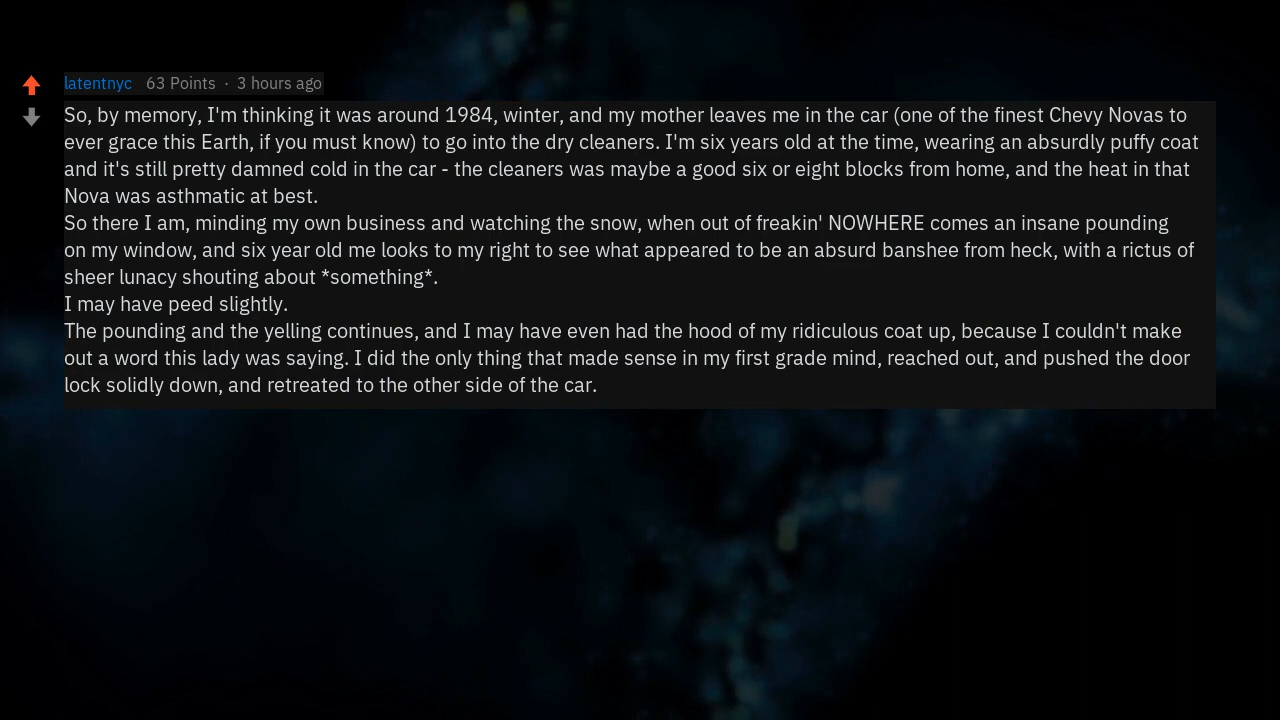 latentnyc 63 Points · 3 hours ago
So, by memory, I'm thinking it was around 1984, winter, and my mother leaves me in the car (one of the finest Chevy Novas to
ever grace this Earth, if you must know) to go into the dry cleaners. I'm six years old at the time, wearing an absurdly puffy coat
and it's still pretty damned cold in the car - the cleaners was maybe a good six or eight blocks from home, and the heat in that
Nova was asthmatic at best.
So there I am, minding my own business and watching the snow, when out of freakin' NOWHERE comes an insane pounding
on my window, and six year old me looks to my right to see what appeared to be an absurd banshee from heck, with a rictus of
sheer lunacy shouting about *something*.
I may have peed slightly.
The pounding and the yelling continues, and I may have even had the hood of my ridiculous coat up, because I couldn't make
out a word this lady was saying. I did the only thing that made sense in my first grade mind, reached out, and pushed the door
lock solidly down, and retreated to the other side of the car.